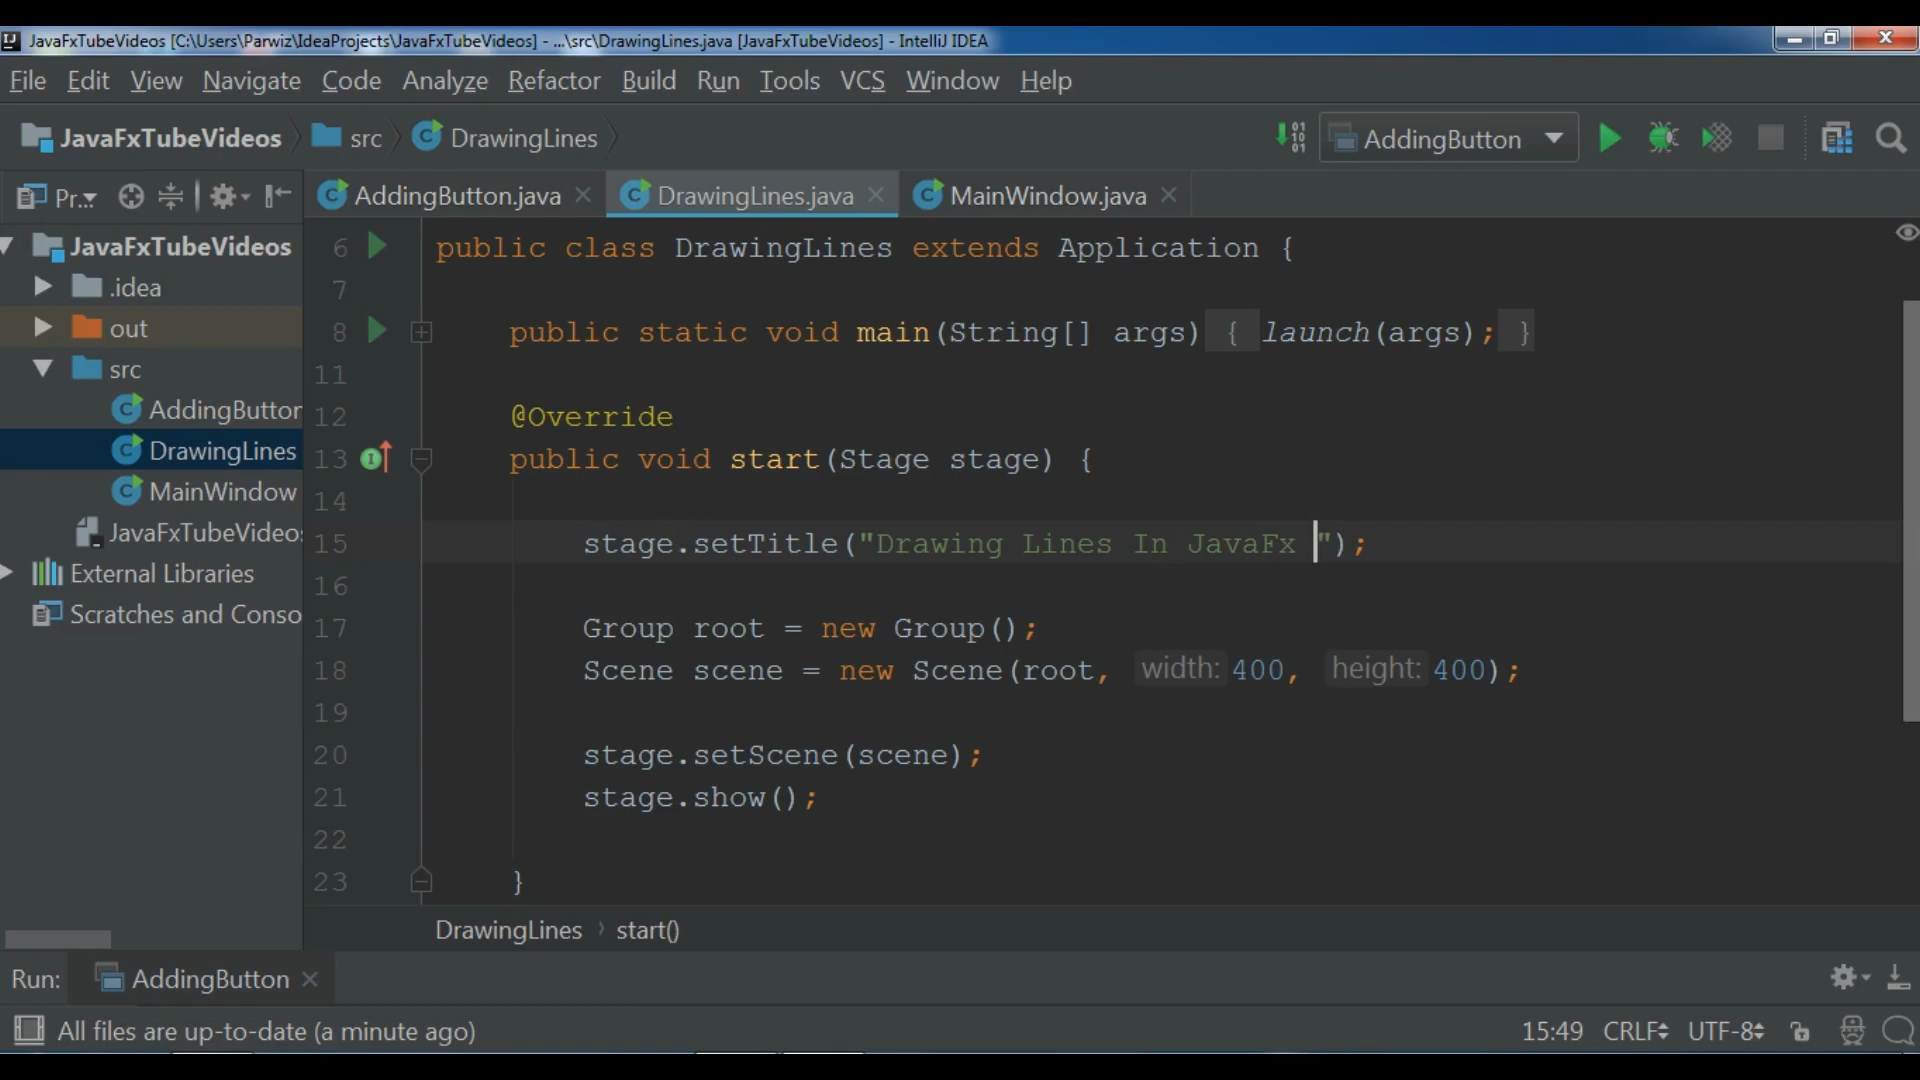 JavaFxTubeVideos [C:\Users\Parwiz\IdeaProjects\JavaFxTubeVideos] - ...\src\DrawingLines.java [JavaFxTubeVideos] - IntelliJ IDEA
File Edit View Navigate Code Analyze Refactor Build Run Tools VCS Window Help
JavaFxTubeVideos src DrawingLines AddingButton
Pr... AddingButton.java DrawingLines.java MainWindow.java
JavaFxTubeVideos
.idea
out
src
AddingButton
DrawingLines
MainWindow
JavaFxTubeVideos
External Libraries
Scratches and Conso
6 public class DrawingLines extends Application {
7
8 public static void main(String[] args) { launch(args); }
11
12 @Override
13 public void start(Stage stage) {
14
15 stage.setTitle("Drawing Lines In JavaFx ");
16
17 Group root = new Group();
18 Scene scene = new Scene(root, width: 400, height: 400);
19
20 stage.setScene(scene);
21 stage.show();
22
23 }
DrawingLines start()
Run: AddingButton
All files are up-to-date (a minute ago) 15:49 CRLF UTF-8